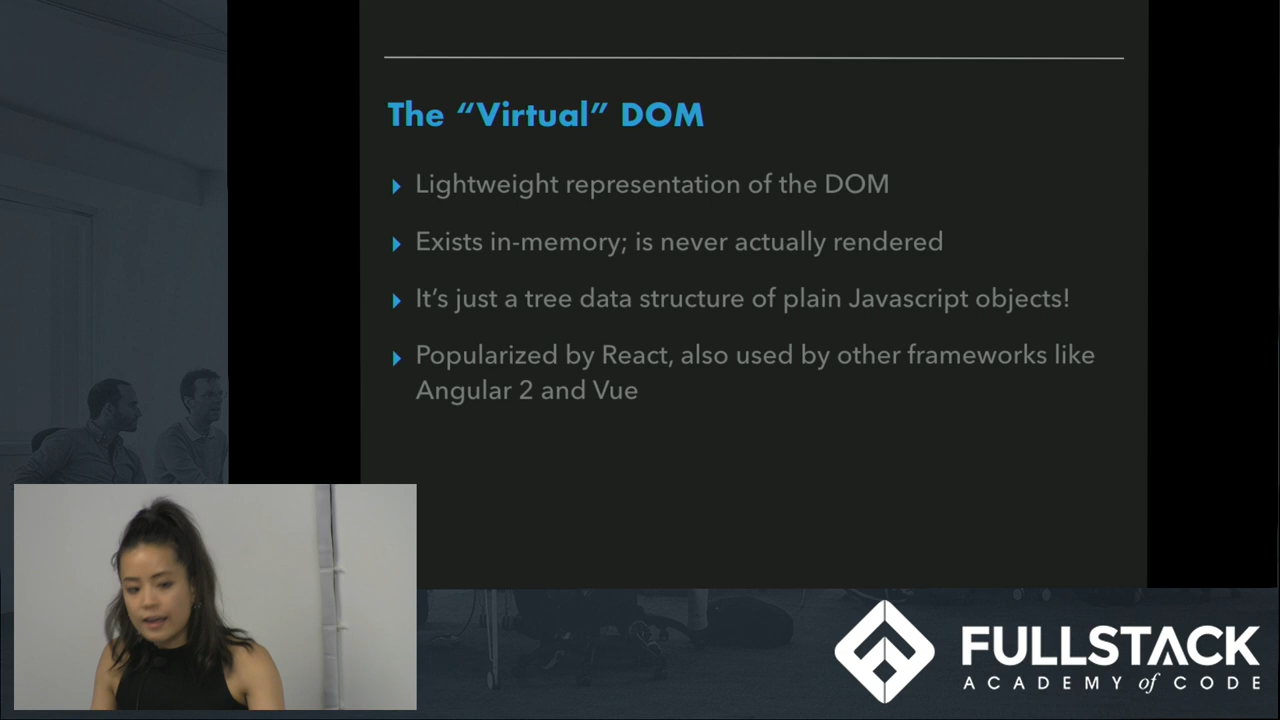 The “Virtual” DOM
Lightweight representation of the DOM
Exists in-memory; is never actually rendered
It’s just a tree data structure of plain Javascript objects!
Popularized by React, also used by other frameworks like
Angular 2 and Vue
FULLSTACK
ACADEMY of CODE